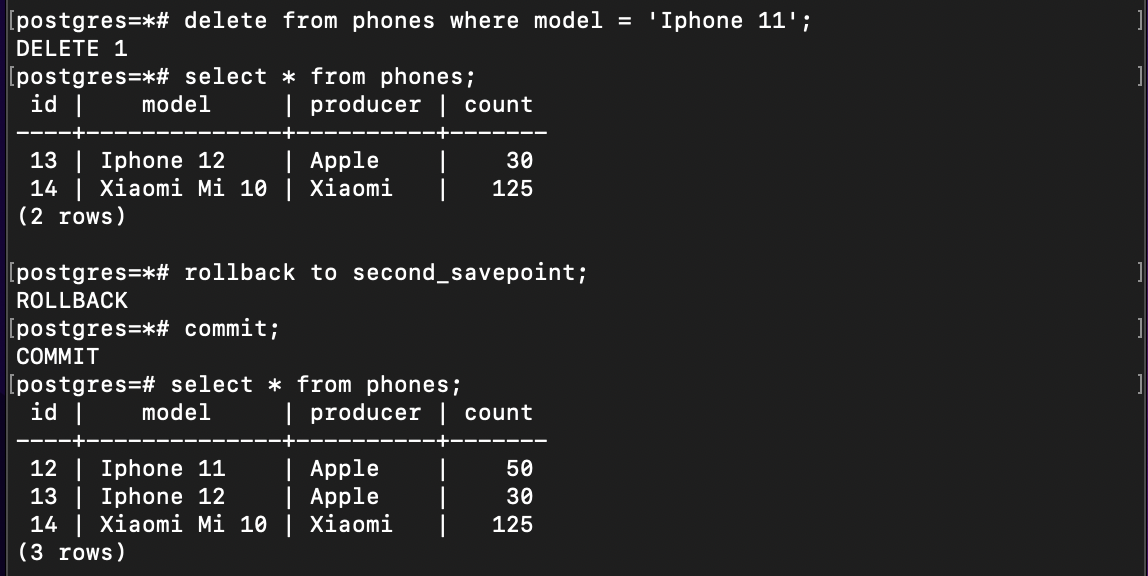 [postgres=*# delete from phones where model = 'Iphone 11'; ]
DELETE 1
[postgres=*# select * from phones; ]
 id |    model     | producer | count
----+--------------+----------+-------
 13 | Iphone 12    | Apple    |    30
 14 | Xiaomi Mi 10 | Xiaomi   |   125
(2 rows)

[postgres=*# rollback to second_savepoint; ]
ROLLBACK
[postgres=*# commit; ]
COMMIT
[postgres=# select * from phones; ]
 id |    model     | producer | count
----+--------------+----------+-------
 12 | Iphone 11    | Apple    |    50
 13 | Iphone 12    | Apple    |    30
 14 | Xiaomi Mi 10 | Xiaomi   |   125
(3 rows)